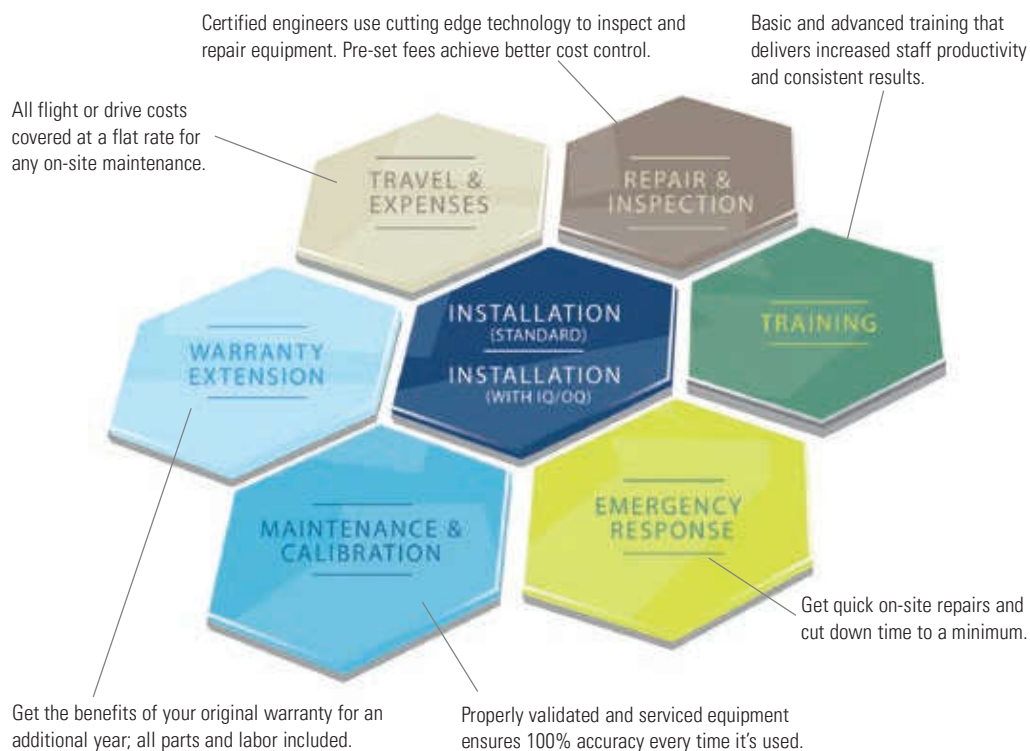 Certified engineers use cutting edge technology to inspect and
repair equipment. Pre-set fees achieve better cost control.
Basic and advanced training that
delivers increased staff productivity
and consistent results.
All flight or drive costs
covered at a flat rate for
any on-site maintenance.
TRAVEL &
EXPENSES
REPAIR &
INSPECTION
INSTALLATION
(STANDARD)
INSTALLATION
(WITH IQ/OQ)
TRAINING
WARRANTY
EXTENSION
MAINTENANCE &
CALIBRATION
EMERGENCY
RESPONSE
Get quick on-site repairs and
cut down time to a minimum.
Get the benefits of your original warranty for an
additional year; all parts and labor included.
Properly validated and serviced equipment
ensures 100% accuracy every time it's used.